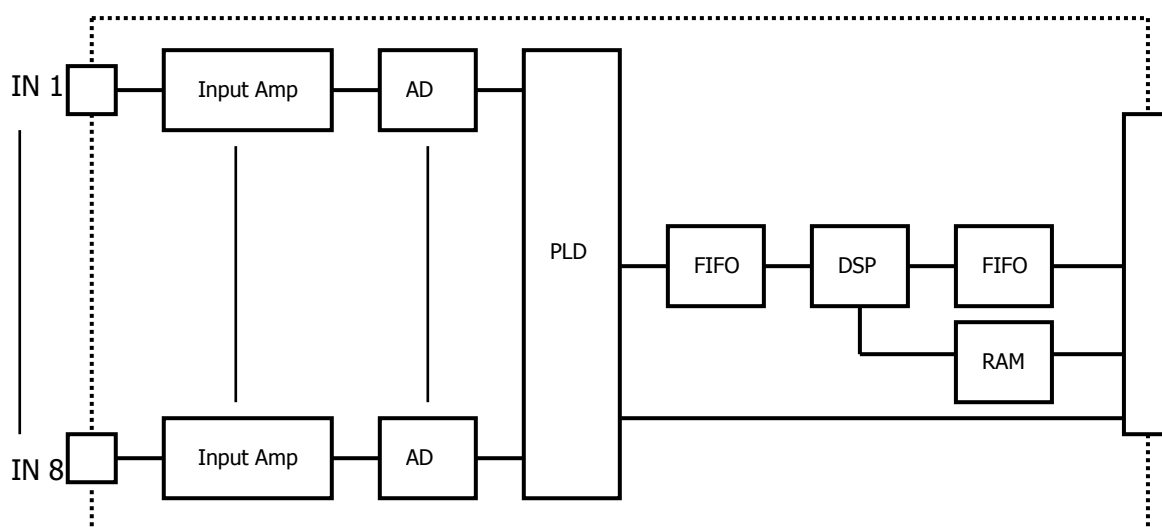 IN 1
Input Amp
AD
PLD
FIFO
DSP
FIFO
RAM
IN 8
Input Amp
AD